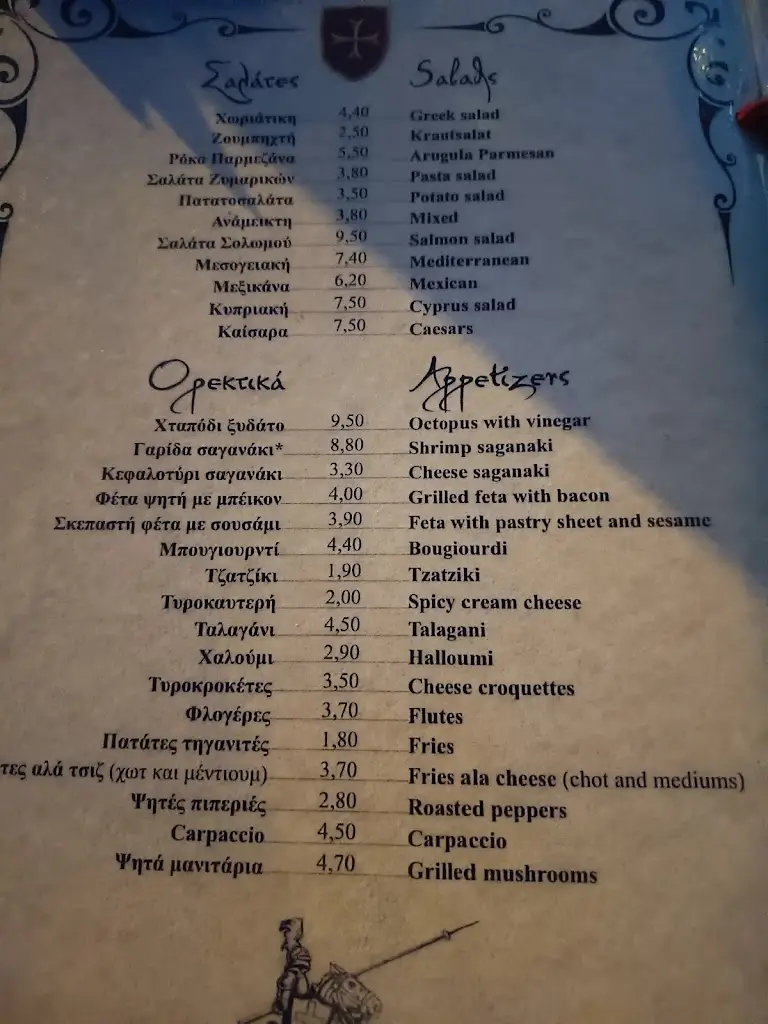 Σαλάτες Salads
Χωριάτικη 4,40 Greek salad
Ζουμπηχτή 2,50 Krautsalat
Ρόκα Παρμεζάνα 5,50 Arugula Parmesan
Σαλάτα Ζυμαρικών 3,80 Pasta salad
Πατατοσαλάτα 3,50 Potato salad
Ανάμεικτη 3,80 Mixed
Σαλάτα Σολωμού 9,50 Salmon salad
Μεσογειακή 7,40 Mediterranean
Μεξικάνα 6,20 Mexican
Κυπριακή 7,50 Cyprus salad
Καίσαρα 7,50 Caesars
Ορεκτικά Appetizers
Χταπόδι ξυδάτο 9,50 Octopus with vinegar
Γαρίδα σαγανάκι* 8,80 Shrimp saganaki
Κεφαλοτύρι σαγανάκι 3,30 Cheese saganaki
Φέτα ψητή με μπέικον 4,00 Grilled feta with bacon
Σκεπαστή φέτα με σουσάμι 3,90 Feta with pastry sheet and sesame
Μπουγιουρντί 4,40 Bougiourdi
Τζατζίκι 1,90 Tzatziki
Τυροκαυτερή 2,00 Spicy cream cheese
Ταλαγάνι 4,50 Talagani
Χαλούμι 2,90 Halloumi
Τυροκροκέτες 3,50 Cheese croquettes
Φλογέρες 3,70 Flutes
Πατάτες τηγανιτές 1,80 Fries
τες αλά τσιζ (χωτ και μέντιουμ) 3,70 Fries ala cheese (chot and mediums)
Ψητές πιπεριές 2,80 Roasted peppers
Carpaccio 4,50 Carpaccio
Ψητά μανιτάρια 4,70 Grilled mushrooms